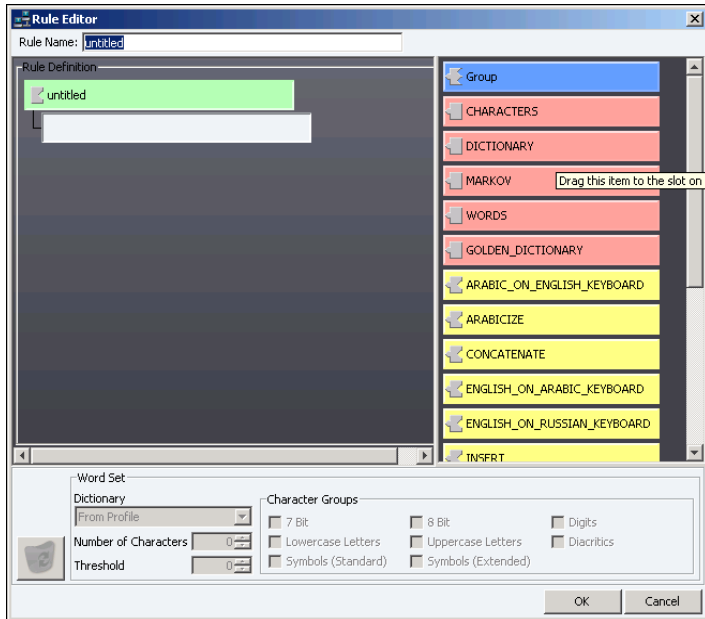 Rule Editor
Rule Name: untitled
Rule Definition
untitled
Group
CHARACTERS
DICTIONARY
MARKOV
Drag this item to the slot on
WORDS
GOLDEN_DICTIONARY
ARABIC_ON_ENGLISH_KEYBOARD
ARABICIZE
CONCATENATE
ENGLISH_ON_ARABIC_KEYBOARD
ENGLISH_ON_RUSSIAN_KEYBOARD
INSERT
Word Set
Dictionary
From Profile
Number of Characters 0
Threshold 0
Character Groups
7 Bit 8 Bit Digits
Lowercase Letters Uppercase Letters Diacritics
Symbols (Standard) Symbols (Extended)
OK Cancel